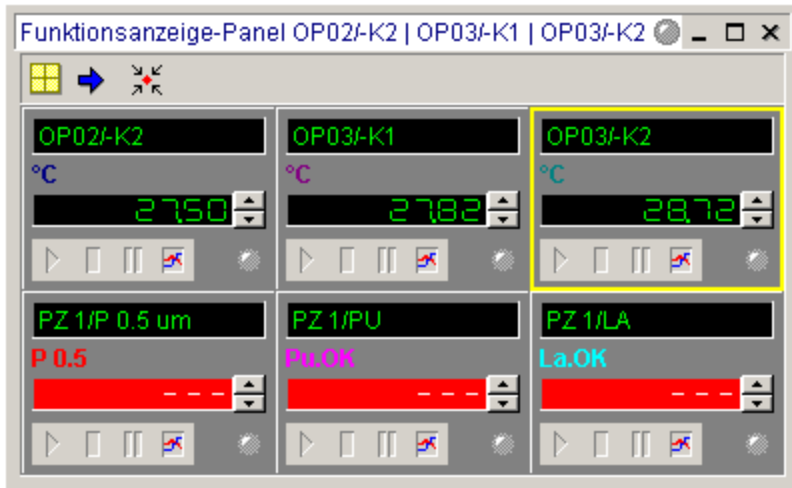 Funktionsanzeige-Panel OP02/-K2 | OP03/-K1 | OP03/-K2
OP02/-K2
°C
27.50
OP03/-K1
°C
27.82
OP03/-K2
°C
28.72
PZ 1/P 0.5 um
P 0.5
- - -
PZ 1/PU
Pu.OK
- - -
PZ 1/LA
La.OK
- - -